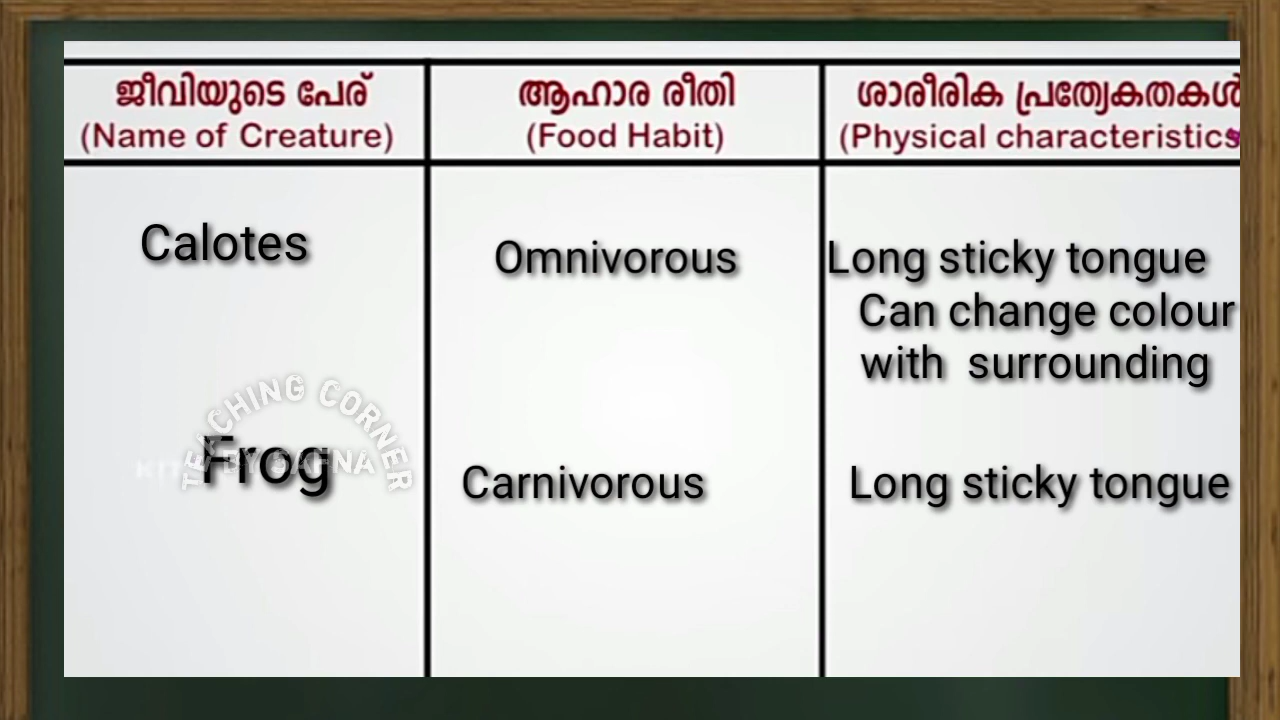 ജീവിയുടെ പേര്
(Name of Creature)
ആഹാര രീതി
(Food Habit)
ശാരീരിക പ്രത്യേകതകൾ
(Physical characteristics
Calotes
Omnivorous
Long sticky tongue
Can change colour
with surrounding
Frog
Carnivorous
Long sticky tongue
TEACHING CORNER
BY